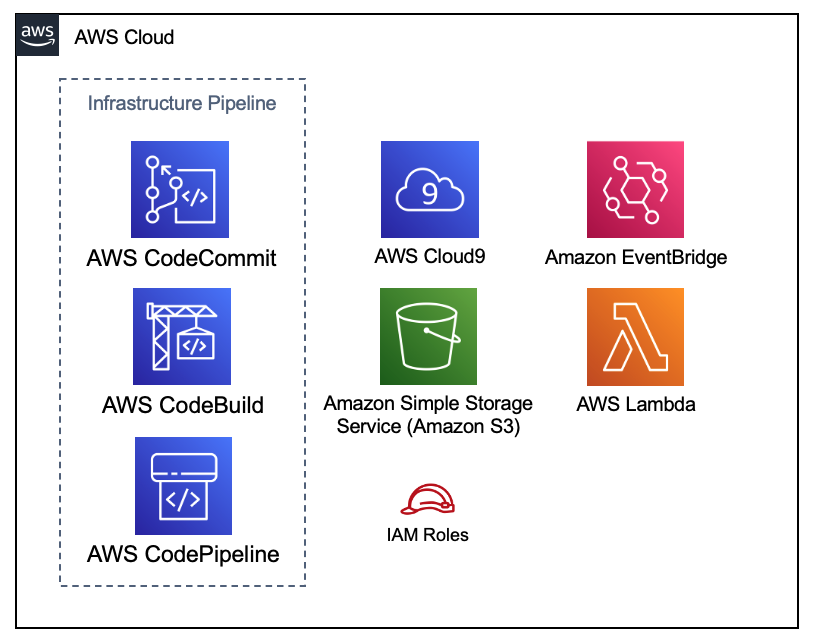 aws
AWS Cloud
Infrastructure Pipeline
AWS CodeCommit
AWS CodeBuild
AWS CodePipeline
9
AWS Cloud9
Amazon EventBridge
Amazon Simple Storage
Service (Amazon S3)
AWS Lambda
IAM Roles